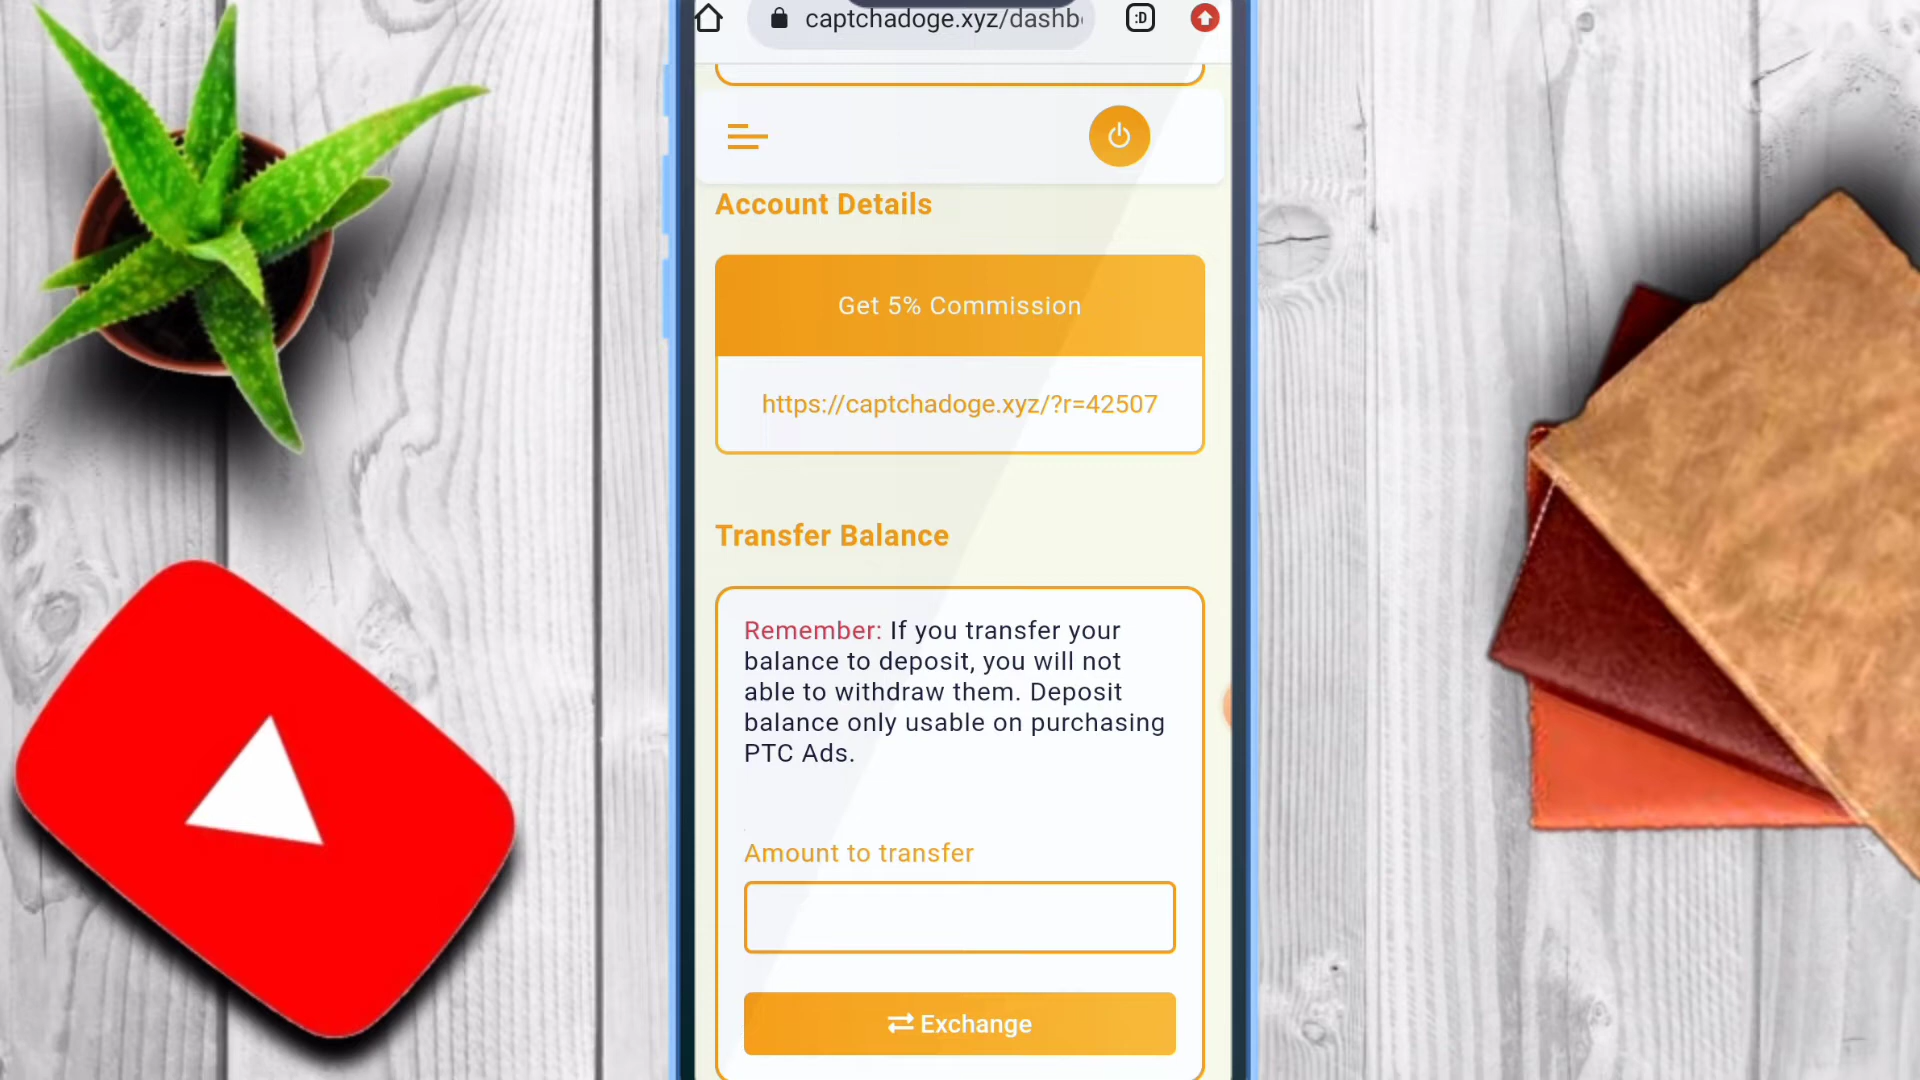 captchadoge.xyz/dashb
:D
Account Details
Get 5% Commission
https://captchadoge.xyz/?r=42507
Transfer Balance
Remember: If you transfer your
balance to deposit, you will not
able to withdraw them. Deposit
balance only usable on purchasing
PTC Ads.
Amount to transfer
Exchange